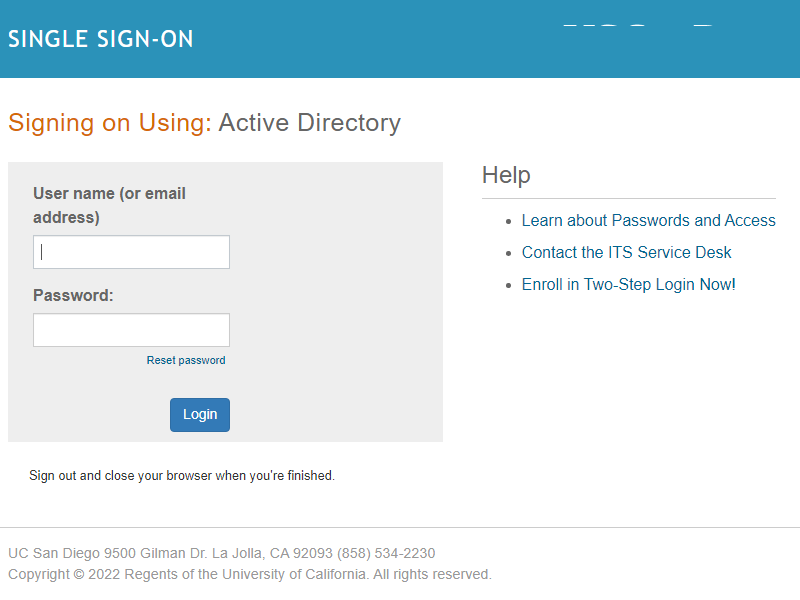 SINGLE SIGN-ON
Signing on Using: Active Directory
User name (or email
address)
Password:
Reset password
Login
Sign out and close your browser when you're finished.
Help
Learn about Passwords and Access
Contact the ITS Service Desk
Enroll in Two-Step Login Now!
UC San Diego 9500 Gilman Dr. La Jolla, CA 92093 (858) 534-2230
Copyright © 2022 Regents of the University of California. All rights reserved.